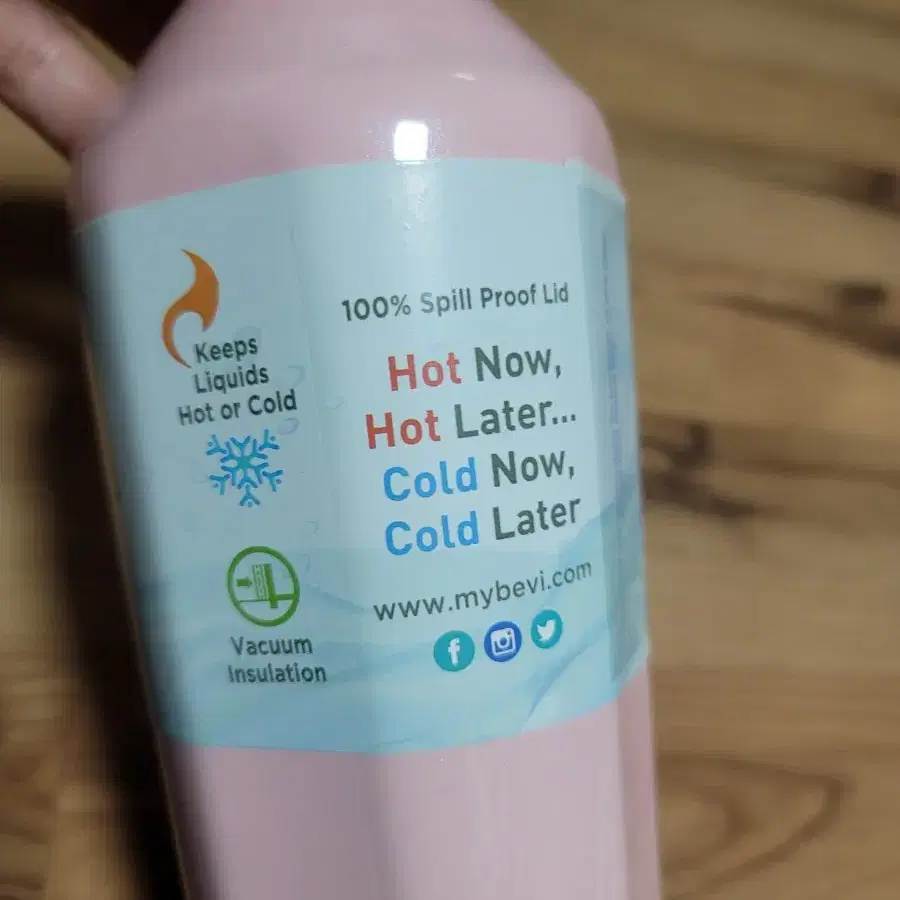 Keeps
Liquids
Hot or Cold
Vacuum
Insulation
100% Spill Proof Lid
Hot Now,
Hot Later...
Cold Now,
Cold Later
www.mybevi.com